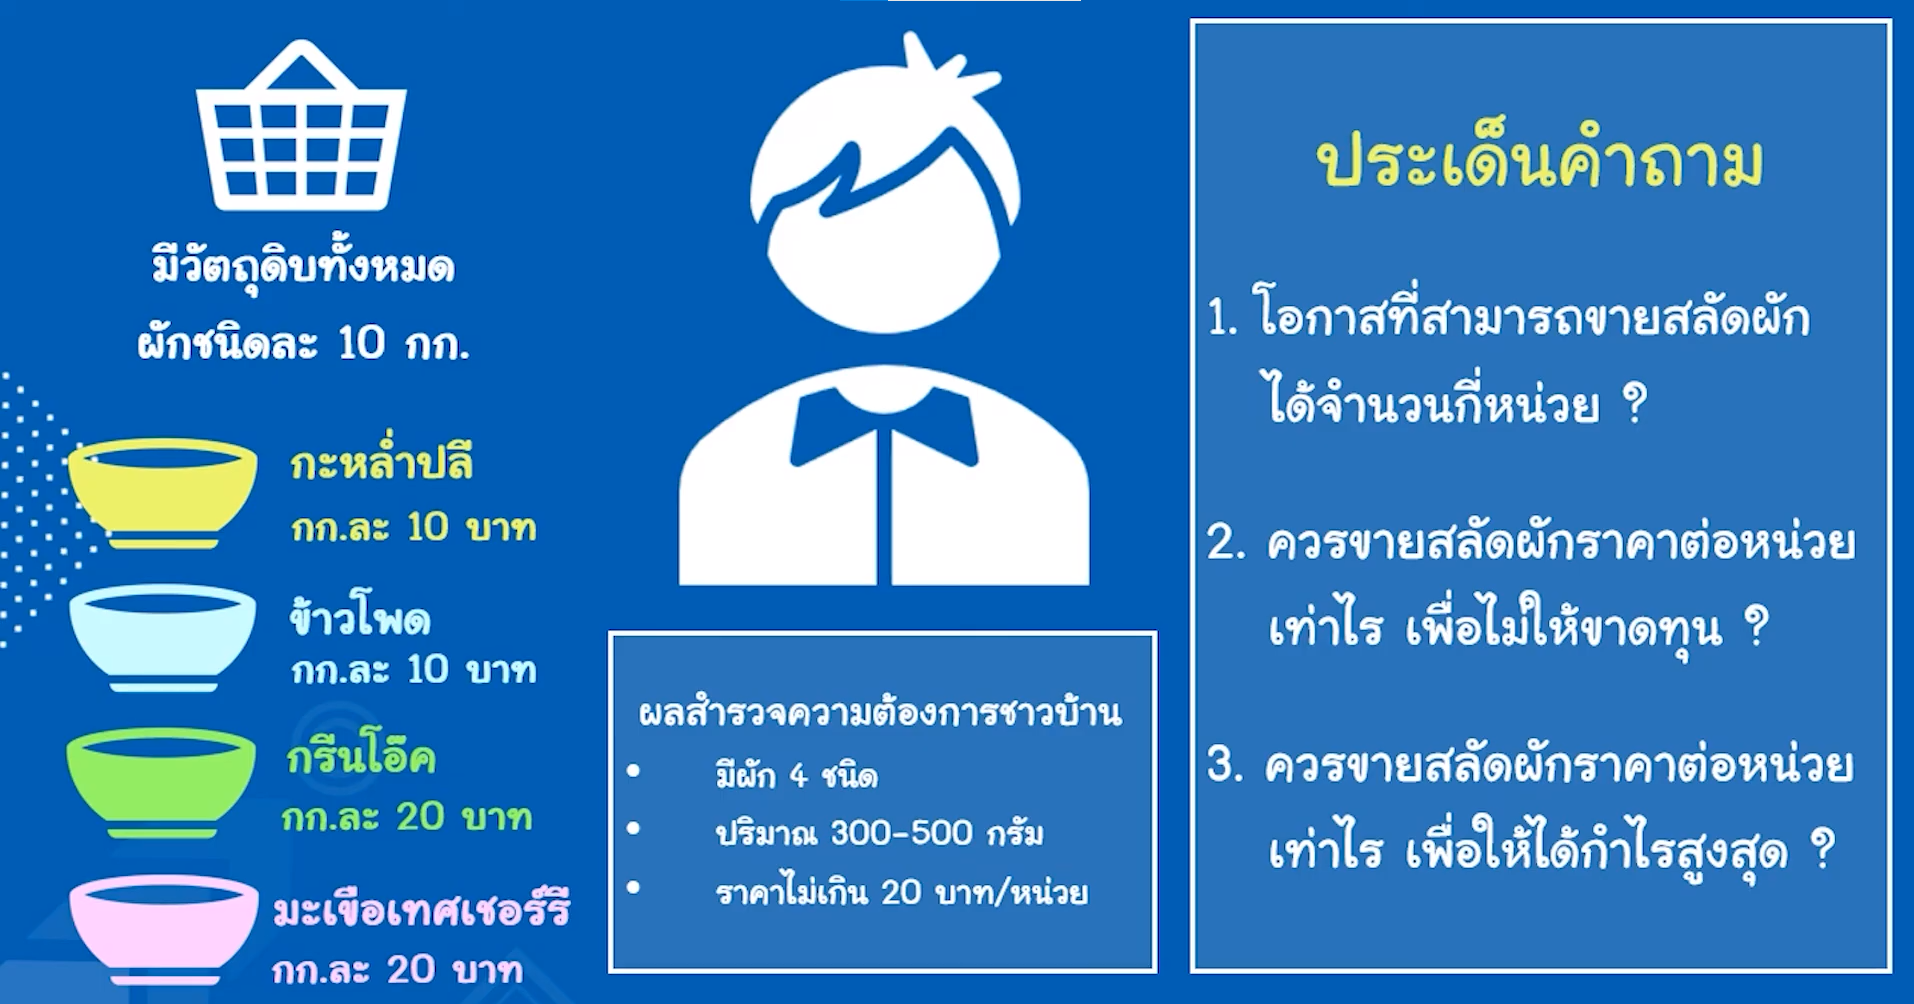 มีวัตถุดิบทั้งหมด
ผักชนิดละ 10 กก.
กะหล่ำปลี
กก.ละ 10 บาท
ข้าวโพด
กก.ละ 10 บาท
กรีนโอ๊ค
กก.ละ 20 บาท
มะเขือเทศเชอร์รี
กก.ละ 20 บาท
ผลสำรวจความต้องการชาวบ้าน
• มีผัก 4 ชนิด
• ปริมาณ 300-500 กรัม
• ราคาไม่เกิน 20 บาท/หน่วย
ประเด็นคำถาม
1. โอกาสที่สามารถขายสลัดผัก
ได้จำนวนกี่หน่วย ?
2. ควรขายสลัดผักราคาต่อหน่วย
เท่าไร เพื่อไม่ให้ขาดทุน ?
3. ควรขายสลัดผักราคาต่อหน่วย
เท่าไร เพื่อให้ได้กำไรสูงสุด ?